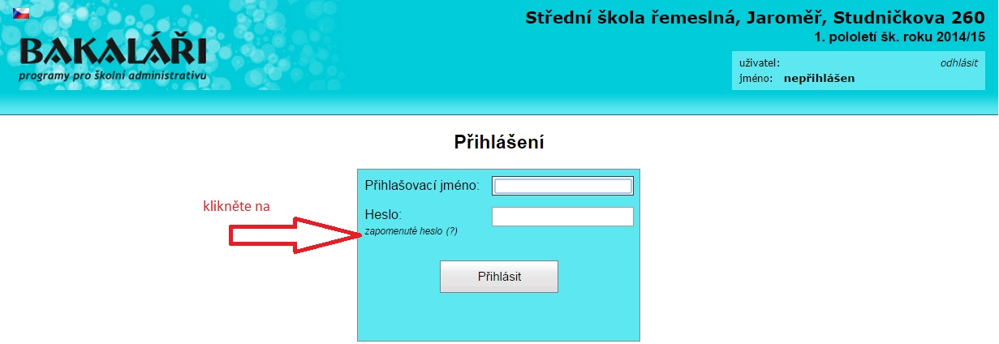 BAKALÁŘI
programy pro školní administrativu
Střední škola řemeslná, Jaroměř, Studničkova 260
1. pololetí šk. roku 2014/15
uživatel: odhlásit
jméno: nepřihlášen
Přihlášení
Přihlašovací jméno:
klikněte na
Heslo:
zapomenuté heslo (?)
Přihlásit